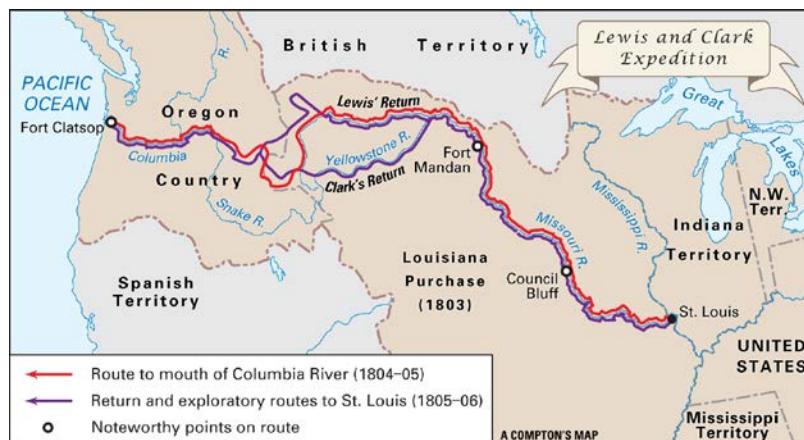 Lewis and Clark
Expedition
British Territory
PACIFIC
OCEAN
Fort Clatsop
Oregon
R.
Lewis' Return
Great
Lakes
Columbia
Yellowstone R.
Fort
Mandan
Country
Clark's Return
Snake R.
Mississippi R.
Missouri R.
N.W.
Terr.
Indiana
Territory
Spanish
Territory
Louisiana
Purchase
(1803)
Council
Bluff
St. Louis
UNITED
STATES
Mississippi
Territory
Route to mouth of Columbia River (1804–05)
Return and exploratory routes to St. Louis (1805–06)
Noteworthy points on route
A COMPTON'S MAP